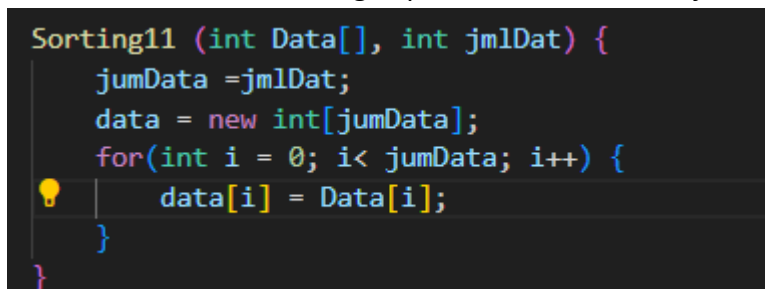 Sorting11 (int Data[], int jmlDat) {
jumData =jmlDat;
data = new int[jumData];
for(int i = 0; i< jumData; i++) {
data[i] = Data[i];
}
}